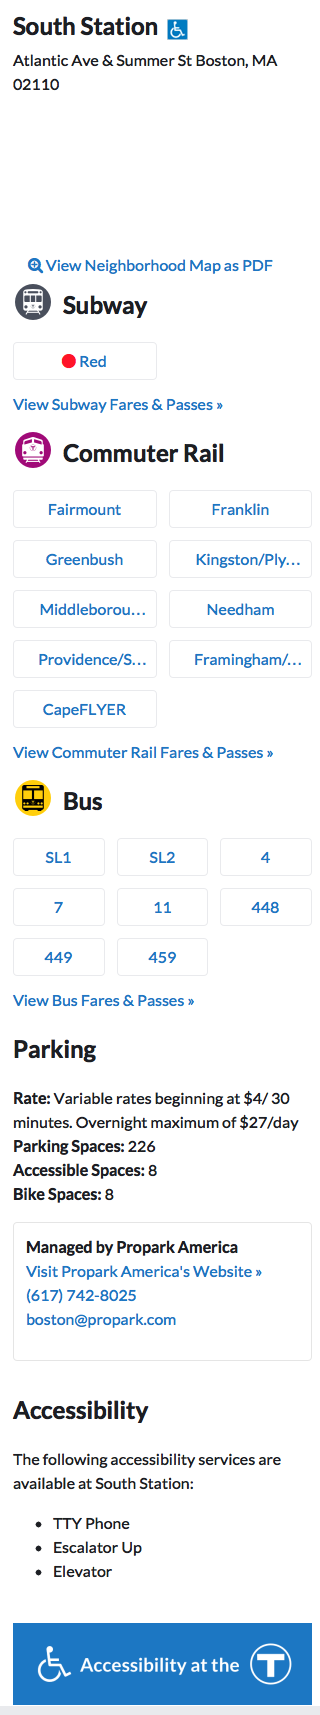 South Station
Atlantic Ave & Summer St Boston, MA
02110
View Neighborhood Map as PDF
Subway
Red
View Subway Fares & Passes »
Commuter Rail
Fairmount
Franklin
Greenbush
Kingston/Ply...
Middleborou...
Needham
Providence/S...
Framingham/...
CapeFLYER
View Commuter Rail Fares & Passes »
Bus
SL1
SL2
4
7
11
448
449
459
View Bus Fares & Passes »
Parking
Rate: Variable rates beginning at $4/ 30
minutes. Overnight maximum of $27/day
Parking Spaces: 226
Accessible Spaces: 8
Bike Spaces: 8
Managed by Propark America
Visit Propark America's Website »
(617) 742-8025
boston@propark.com
Accessibility
The following accessibility services are
available at South Station:
• TTY Phone
• Escalator Up
• Elevator
Accessibility at the T